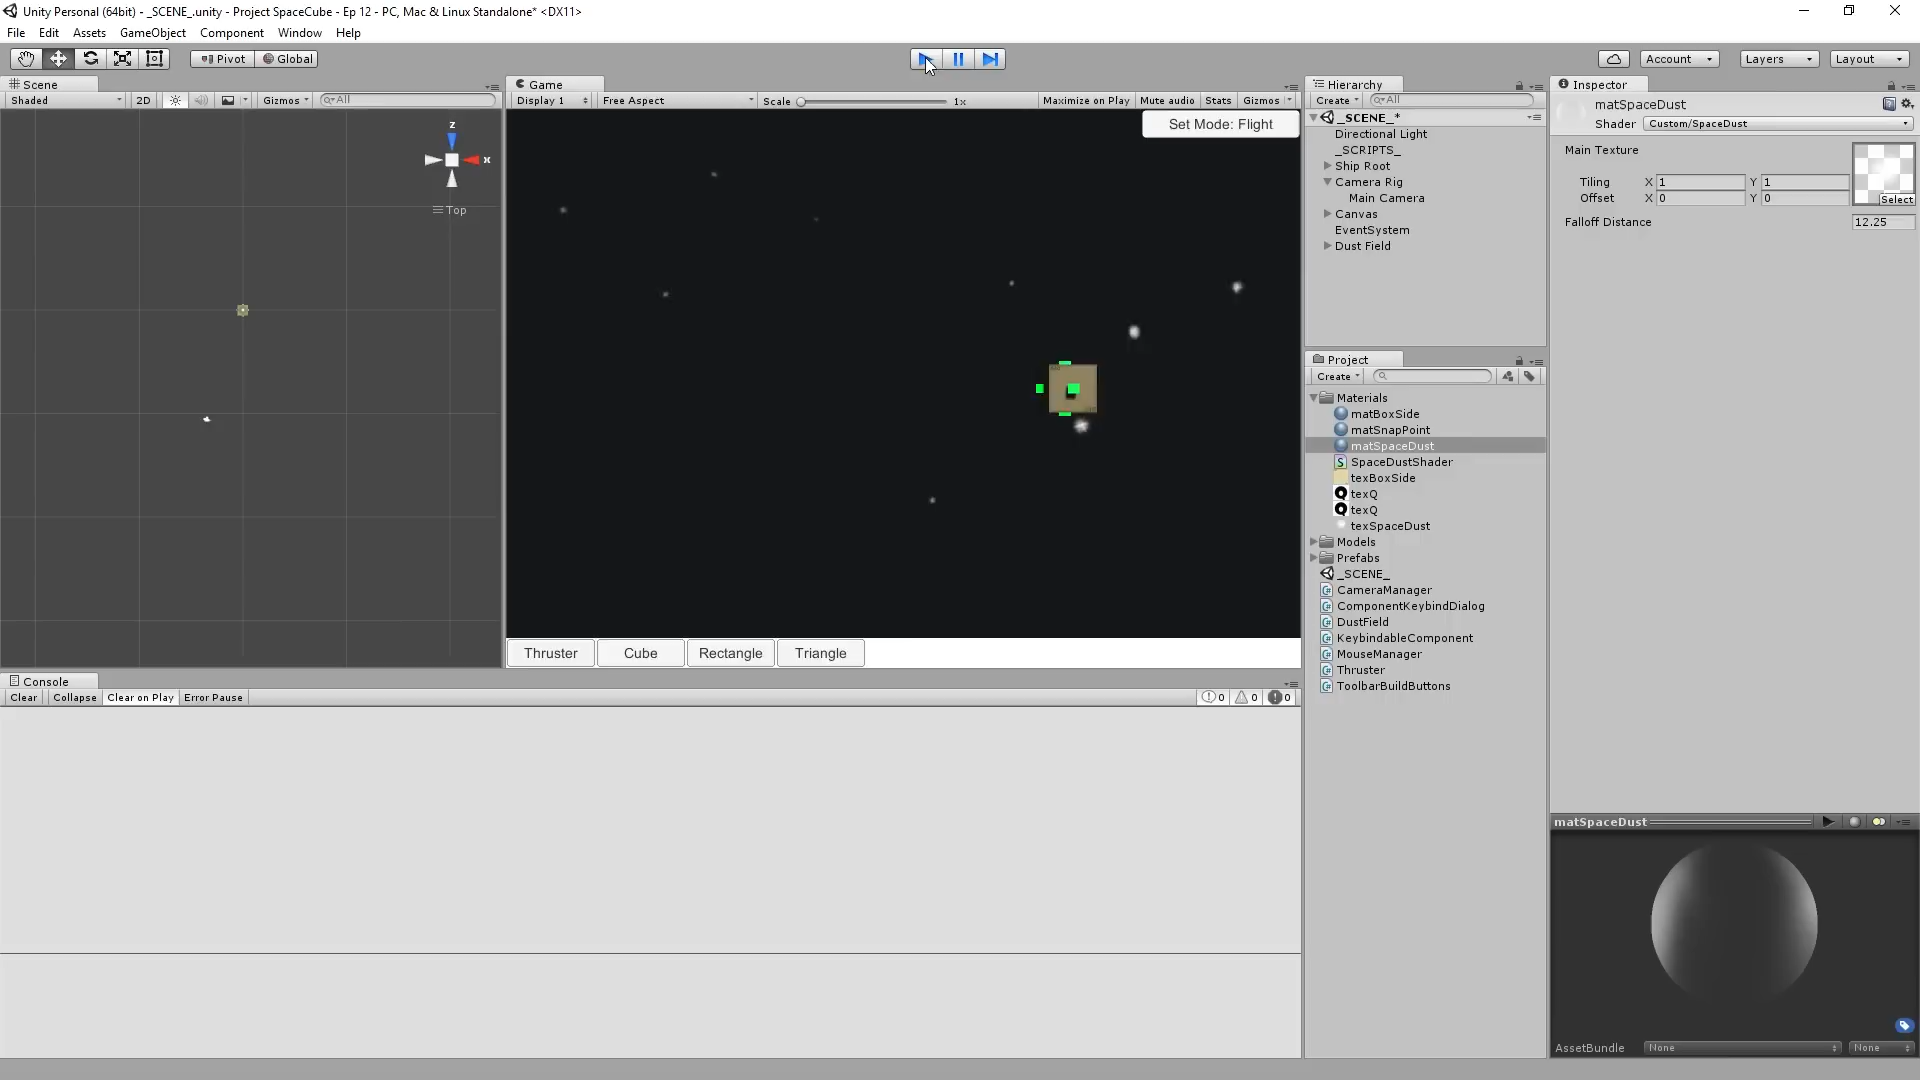 Unity Personal (64bit) - _SCENE_.unity - Project SpaceCube - Ep 12 - PC, Mac & Linux Standalone* <DX11>
File Edit Assets GameObject Component Window Help
Pivot Global Account Layers Layout
Scene
Shaded 2D Gizmos All
z
x
Top
Game
Display 1 Free Aspect Scale 1x Maximize on Play Mute audio Stats Gizmos
Set Mode: Flight
Thruster Cube Rectangle Triangle
Console
Clear Collapse Clear on Play Error Pause 0 0 0
Hierarchy
Create All
_SCENE_*
Directional Light
_SCRIPTS_
Ship Root
Camera Rig
Main Camera
Canvas
EventSystem
Dust Field
Project
Create
Materials
matBoxSide
matSnapPoint
matSpaceDust
SpaceDustShader
texBoxSide
texQ
texQ
texSpaceDust
Models
Prefabs
_SCENE_
CameraManager
ComponentKeybindDialog
DustField
KeybindableComponent
MouseManager
Thruster
ToolbarBuildButtons
Inspector
matSpaceDust
Shader Custom/SpaceDust
Main Texture
Tiling X 1 Y 1
Offset X 0 Y 0
Select
Falloff Distance 12.25
matSpaceDust
AssetBundle None None